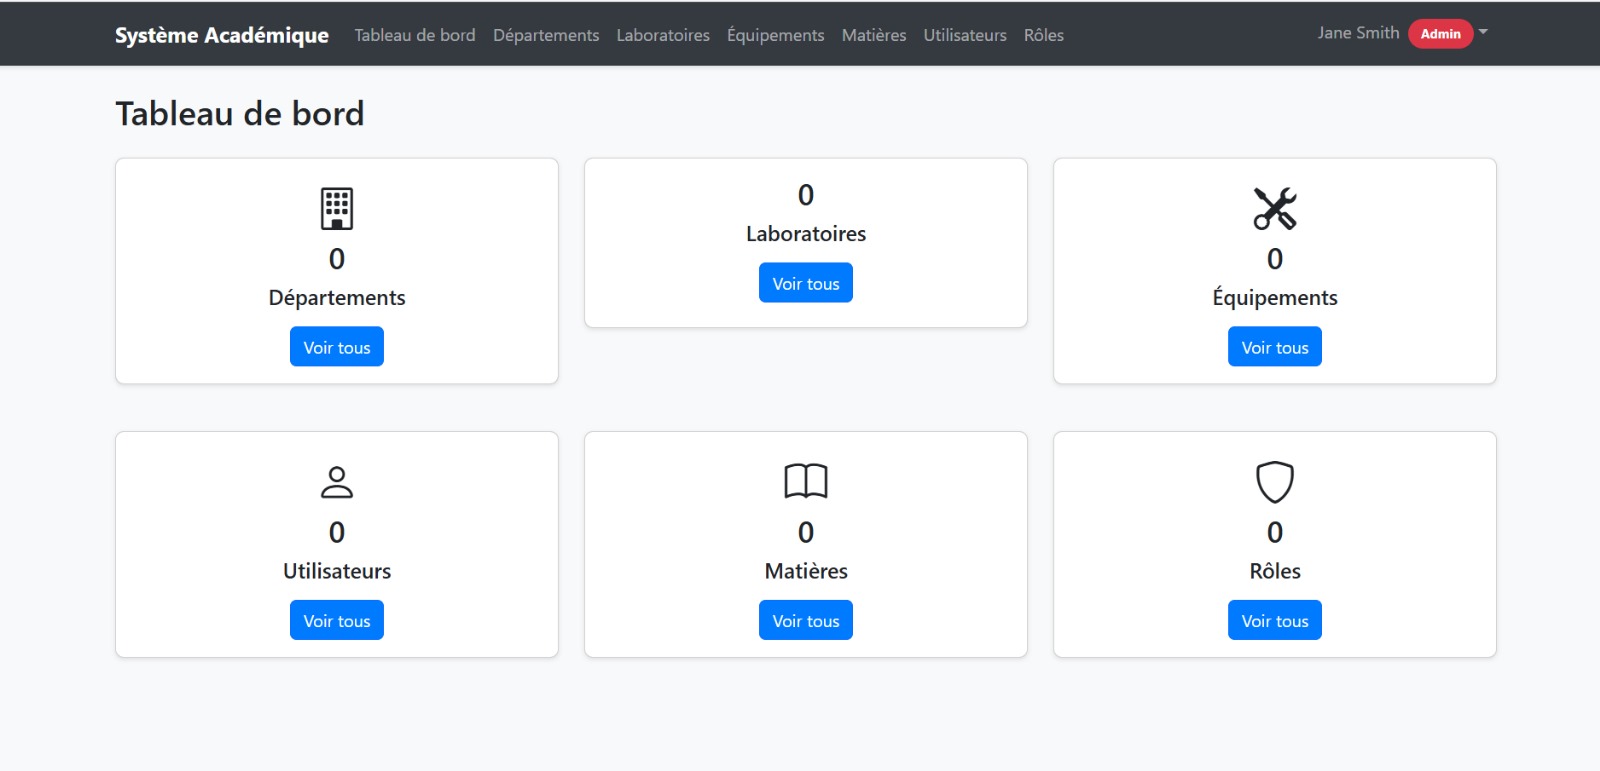 Système Académique Tableau de bord Départements Laboratoires Équipements Matières Utilisateurs Rôles Jane Smith Admin
Tableau de bord
0
Départements
Voir tous
0
Laboratoires
Voir tous
0
Équipements
Voir tous
0
Utilisateurs
Voir tous
0
Matières
Voir tous
0
Rôles
Voir tous